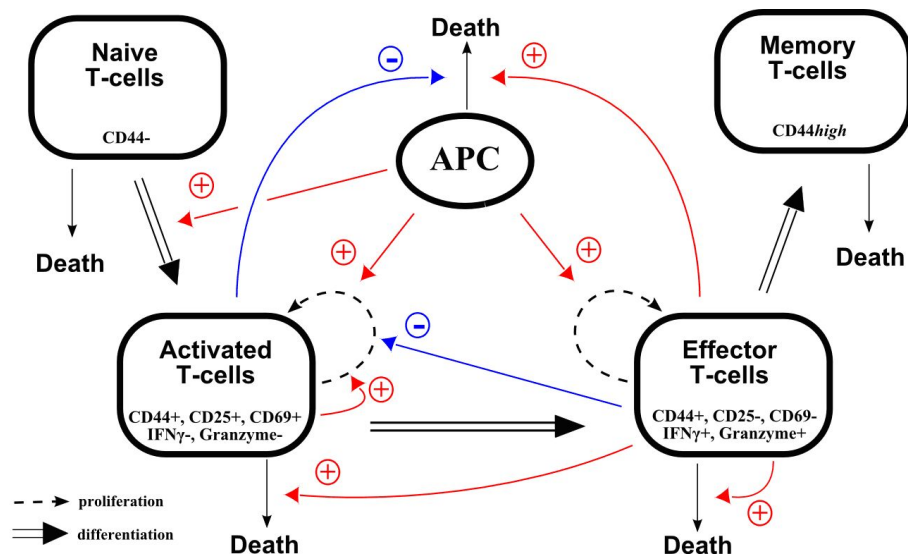 Naive
T-cells
CD44-
Death
-
Death
+
APC
+
Memory
T-cells
CD44high
Death
+
+
Activated
T-cells
CD44+, CD25+, CD69+
IFNγ-, Granzyme-
-
+
Effector
T-cells
CD44+, CD25-, CD69-
IFNγ+, Granzyme+
+
+
Death
Death
proliferation
differentiation